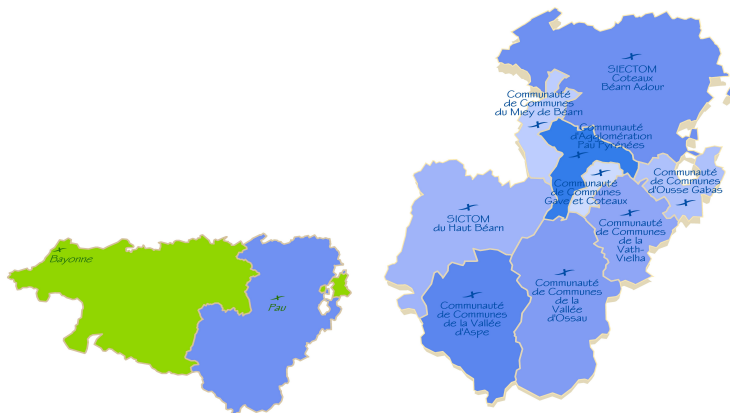 Bayonne
Pau
SIECTOM
Coteaux
Béarn Adour
Communauté
de Communes
du Miey de Béarn
Communauté
d'Agglomération
Pau Pyrénées
Communauté
de Communes
d'Ousse Gabas
Communauté
de Communes
Gave et Coteaux
SICTOM
du Haut Béarn
Communauté
de Communes
de la
Vath-
Vielha
Communauté
de Communes
de la
Vallée
d'Ossau
Communauté
de Communes
de la Vallée
d'Aspe